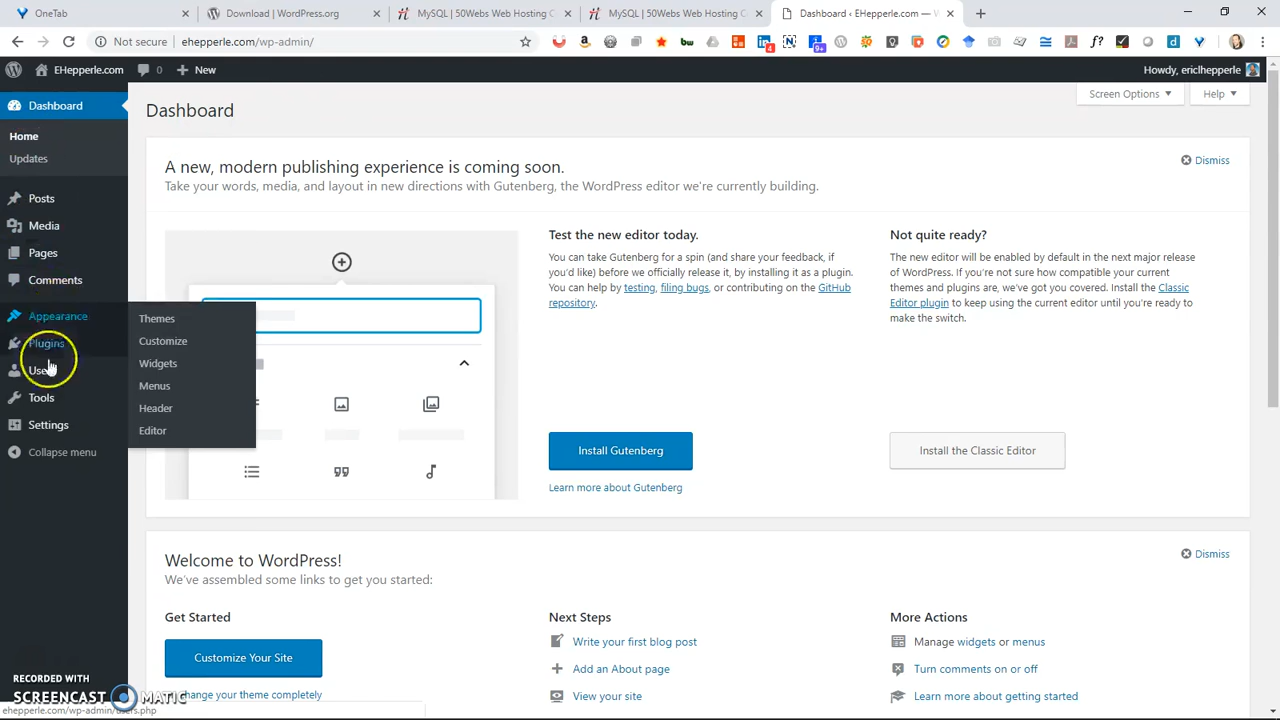 OneTab
Download | WordPress.org
MySQL | 50Webs Web Hosting C
MySQL | 50Webs Web Hosting C
Dashboard ‹ EHepperle.com — W
Not secure | ehepperle.com/wp-admin/
4
9+
f?
EHepperle.com
0
New
Howdy, ericlhepperle
Dashboard
Home
Updates
Posts
Media
Pages
Comments
Appearance
Plugins
Tools
Settings
Collapse menu
Themes
Customize
Widgets
Menus
Header
Editor
Dashboard
Screen Options
Help
A new, modern publishing experience is coming soon.
Dismiss
Take your words, media, and layout in new directions with Gutenberg, the WordPress editor we're currently building.
Test the new editor today.
You can take Gutenberg for a spin (and share your feedback, if
you'd like) before we officially release it, by installing it as a plugin.
You can help by testing, filing bugs, or contributing on the GitHub
repository.
Install Gutenberg
Learn more about Gutenberg
Not quite ready?
The new editor will be enabled by default in the next major release
of WordPress. If you're not sure how compatible your current
themes and plugins are, we've got you covered. Install the Classic
Editor plugin to keep using the current editor until you're ready to
make the switch.
Install the Classic Editor
Welcome to WordPress!
Dismiss
We've assembled some links to get you started:
Get Started
Customize Your Site
change your theme completely
Next Steps
Write your first blog post
Add an About page
View your site
More Actions
Manage widgets or menus
Turn comments on or off
Learn more about getting started
RECORDED WITH
SCREENCAST MATIC
ehepperle.com/wp-admin/users.php